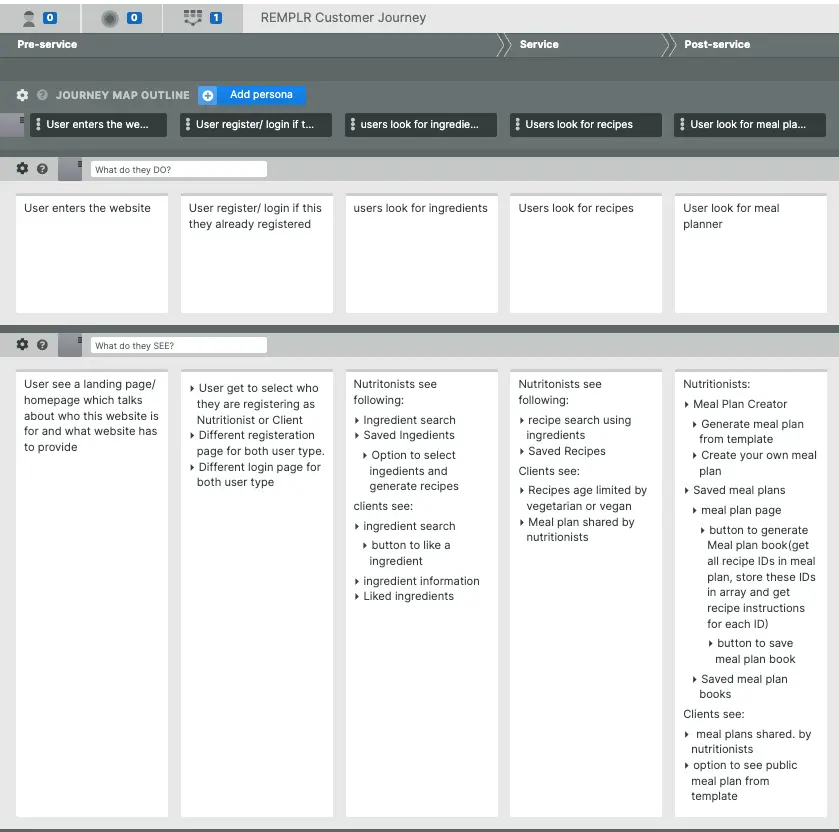 0
0
1
REMPLR Customer Journey
Pre-service
Service
Post-service
JOURNEY MAP OUTLINE
Add persona
User enters the we...
User register/ login if t...
users look for ingredie...
Users look for recipes
User look for meal pla...
What do they DO?
User enters the website
User register/ login if this
they already registered
users look for ingredients
Users look for recipes
User look for meal
planner
What do they SEE?
User see a landing page/
homepage which talks
about who this website is
for and what website has
to provide
User get to select who
they are registering as
Nutritionist or Client
Different registeration
page for both user type.
Different login page for
both user type
Nutritonists see
following:
Ingredient search
Saved Ingedients
Option to select
ingedients and
generate recipes
clients see:
ingredient search
button to like a
ingredient
ingredient information
Liked ingredients
Nutritonists see
following:
recipe search using
ingredients
Saved Recipes
Clients see:
Recipes age limited by
vegetarian or vegan
Meal plan shared by
nutritionists
Nutritionists:
Meal Plan Creator
Generate meal plan
from template
Create your own meal
plan
Saved meal plans
meal plan page
button to generate
Meal plan book(get
all recipe IDs in meal
plan, store these IDs
in array and get
recipe instructions
for each ID)
button to save
meal plan book
Saved meal plan
books
Clients see:
meal plans shared. by
nutritionists
option to see public
meal plan from
template